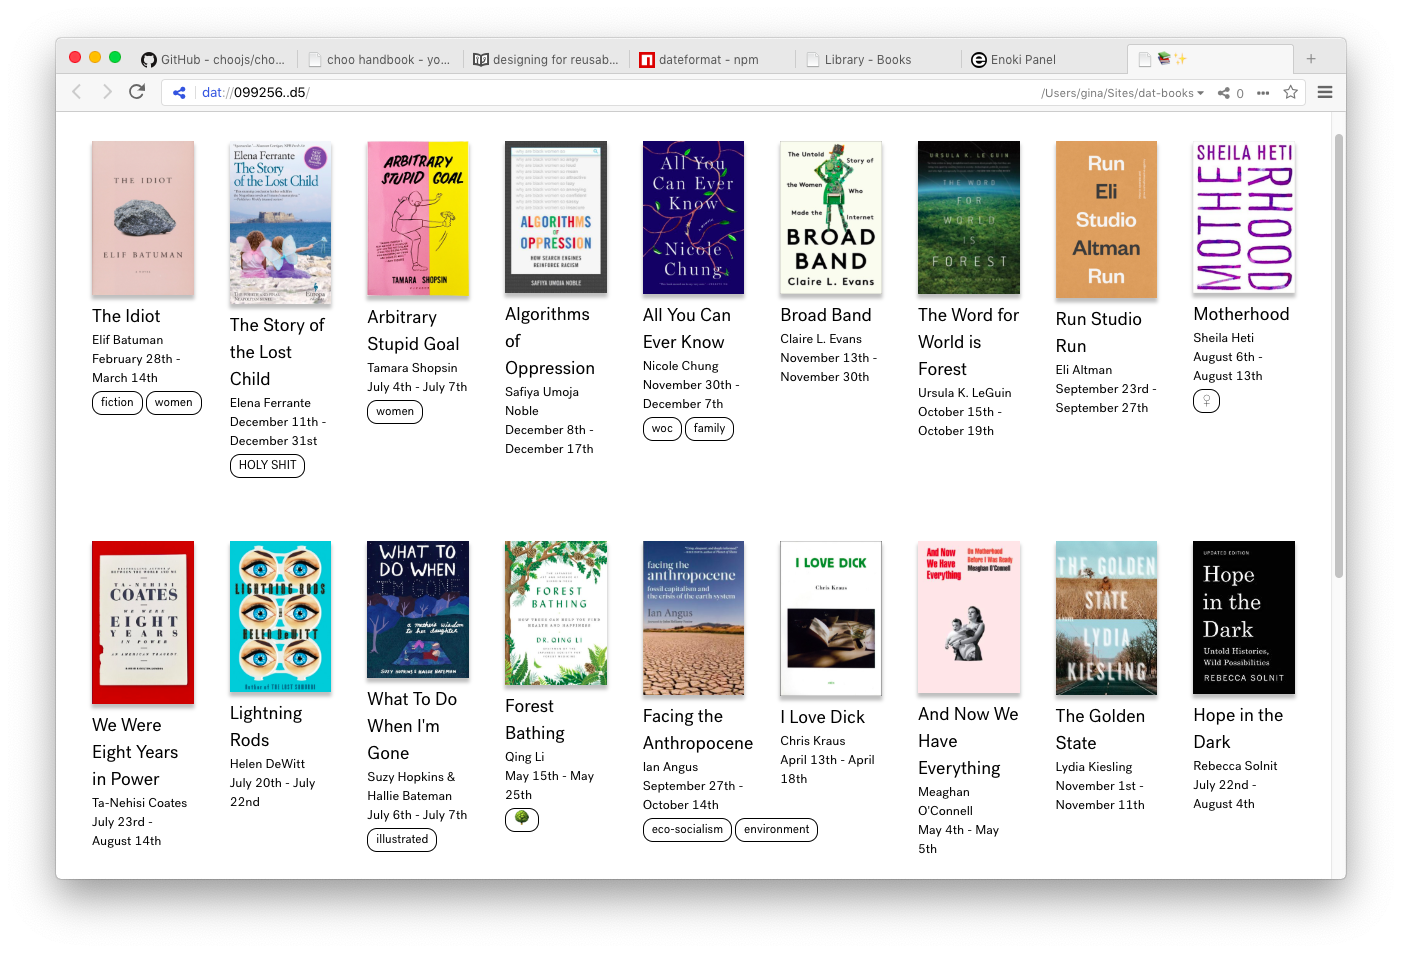 GitHub - choojs/cho...
choo handbook - yo...
designing for reusab...
dateformat - npm
Library - Books
Enoki Panel
dat://099256..d5/
/Users/gina/Sites/dat-books
0
THE IDIOT
ELIF BATUMAN
The Idiot
Elif Batuman
February 28th -
March 14th
fiction
women
Elena Ferrante
The Story
of the Lost Child
The Story of
the Lost
Child
Elena Ferrante
December 11th -
December 31st
HOLY SHIT
ARBITRARY
STUPID GOAL
TAMARA SHOPSIN
Arbitrary
Stupid Goal
Tamara Shopsin
July 4th - July 7th
women
ALGORITHMS
OF
OPPRESSION
HOW SEARCH ENGINES
REINFORCE RACISM
SAFIYA UMOJA NOBLE
Algorithms
of
Oppression
Safiya Umoja
Noble
December 8th -
December 17th
All You
Can Ever
Know
Nicole
Chung
All You Can
Ever Know
Nicole Chung
November 30th -
December 7th
woc
family
The Untold Story of
the Women Who
Made the Internet
BROAD
BAND
Claire L. Evans
Broad Band
Claire L. Evans
November 13th -
November 30th
URSULA K. LE GUIN
THE WORD
FOR
WORLD
IS
FOREST
The Word for
World is
Forest
Ursula K. LeGuin
October 15th -
October 19th
Run
Eli
Studio
Altman
Run
Run Studio
Run
Eli Altman
September 23rd -
September 27th
SHEILA HETI
MOTHERHOOD
Motherhood
Sheila Heti
August 6th -
August 13th
♀
TA-NEHISI
COATES
WE WERE
EIGHT
YEARS
IN POWER
AN AMERICAN TRAGEDY
We Were
Eight Years
in Power
Ta-Nehisi Coates
July 23rd -
August 14th
LIGHTNING RODS
HELEN DEWITT
Author of THE LAST SAMURAI
Lightning
Rods
Helen DeWitt
July 20th - July
22nd
WHAT TO
DO WHEN
I'M GONE
a mother's wisdom
to her daughter
SUZY HOPKINS & HALLIE BATEMAN
What To Do
When I'm
Gone
Suzy Hopkins &
Hallie Bateman
July 6th - July 7th
illustrated
FOREST
BATHING
HOW TREES CAN HELP YOU FIND
HEALTH AND HAPPINESS
DR. QING LI
Forest
Bathing
Qing Li
May 15th - May
25th
facing the
anthropocene
fossil capitalism and
the crisis of the earth system
Ian Angus
Facing the
Anthropocene
Ian Angus
September 27th -
October 14th
eco-socialism
environment
I LOVE DICK
Chris Kraus
I Love Dick
Chris Kraus
April 13th - April
18th
And Now
We Have
Everything
On Motherhood
Before I Was Ready
Meaghan O'Connell
And Now We
Have
Everything
Meaghan
O'Connell
May 4th - May
5th
THE GOLDEN
STATE
LYDIA
KIESLING
The Golden
State
Lydia Kiesling
November 1st -
November 11th
UPDATED EDITION
Hope
in the
Dark
Untold Histories,
Wild Possibilities
REBECCA SOLNIT
Hope in the
Dark
Rebecca Solnit
July 22nd -
August 4th